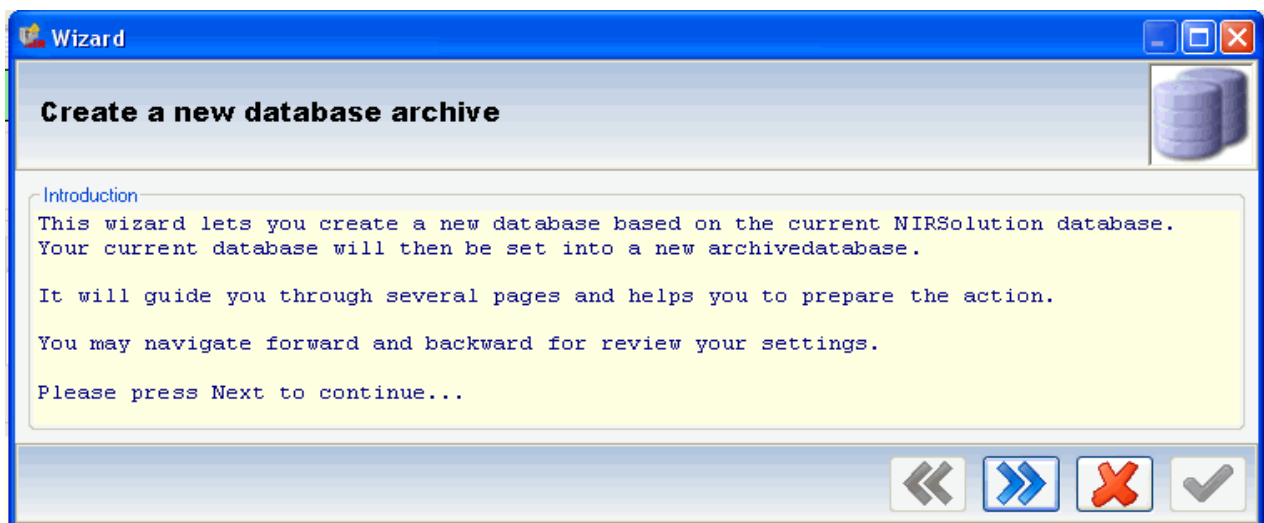 Wizard
Create a new database archive
Introduction
This wizard lets you create a new database based on the current NIRSolution database.
Your current database will then be set into a new archivedatabase.
It will guide you through several pages and helps you to prepare the action.
You may navigate forward and backward for review your settings.
Please press Next to continue...